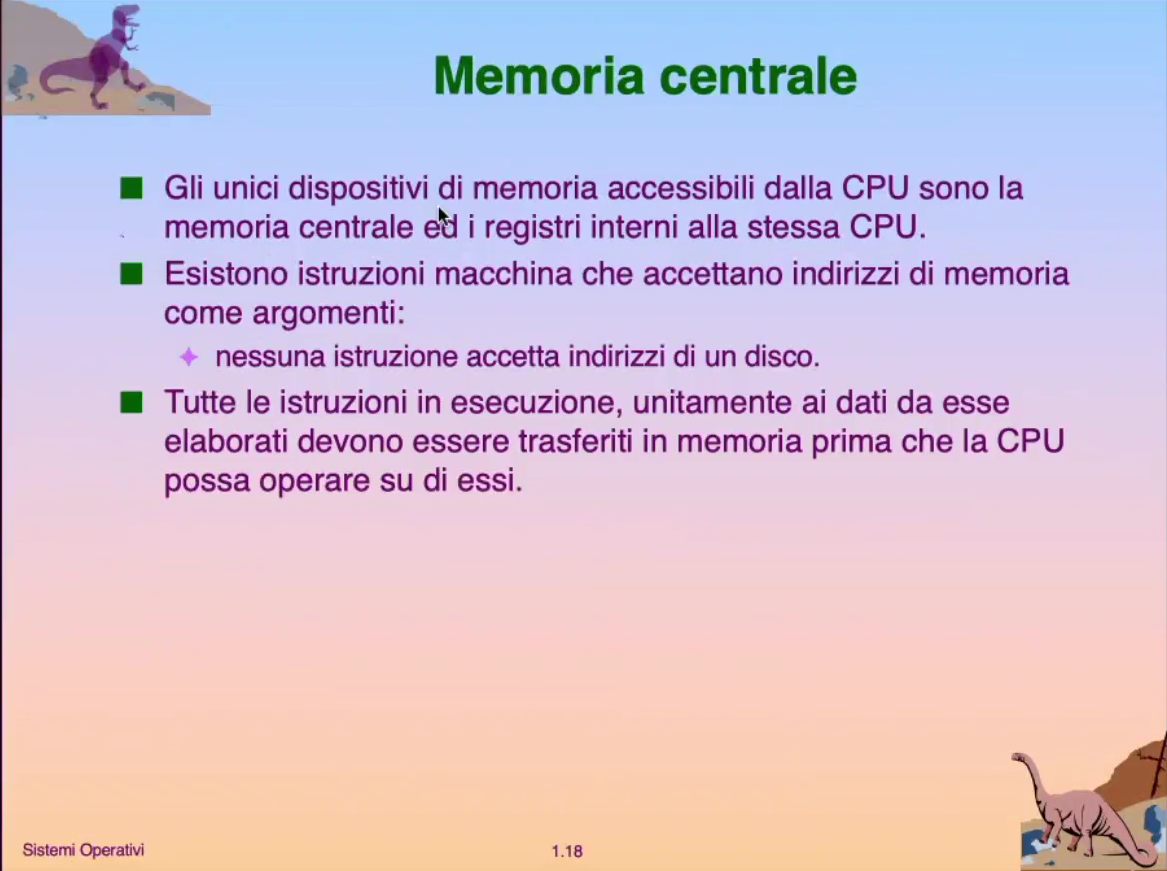 Memoria centrale
Gli unici dispositivi di memoria accessibili dalla CPU sono la
memoria centrale ed i registri interni alla stessa CPU.
Esistono istruzioni macchina che accettano indirizzi di memoria
come argomenti:
nessuna istruzione accetta indirizzi di un disco.
Tutte le istruzioni in esecuzione, unitamente ai dati da esse
elaborati devono essere trasferiti in memoria prima che la CPU
possa operare su di essi.
Sistemi Operativi
1.18